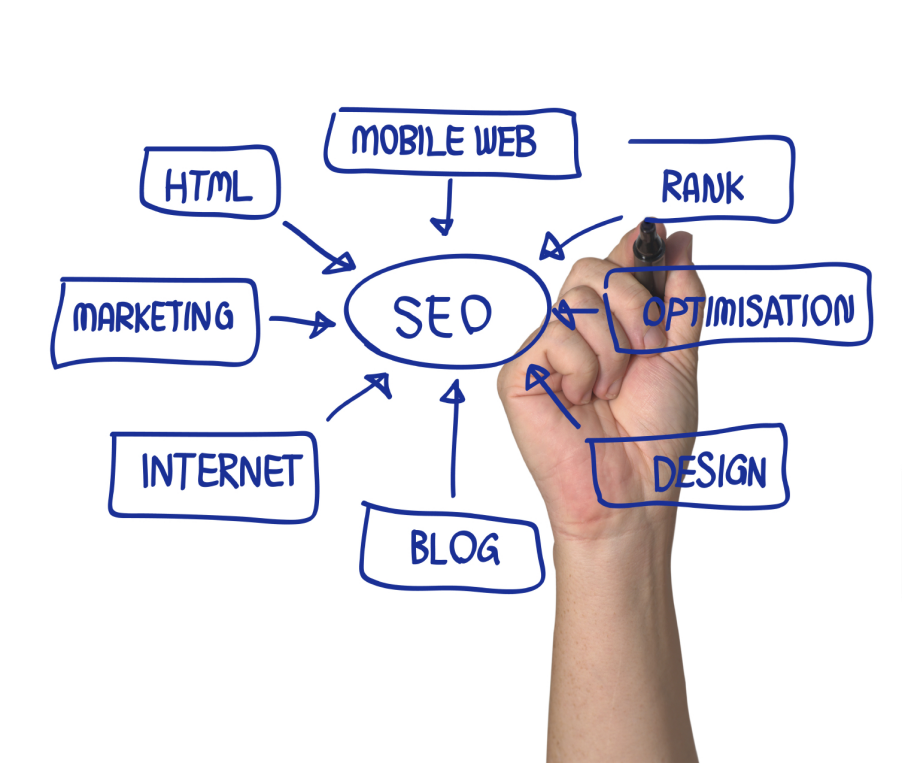 MOBILE WEB
HTML
RANK
MARKETING
SEO
OPTIMISATION
INTERNET
DESIGN
BLOG